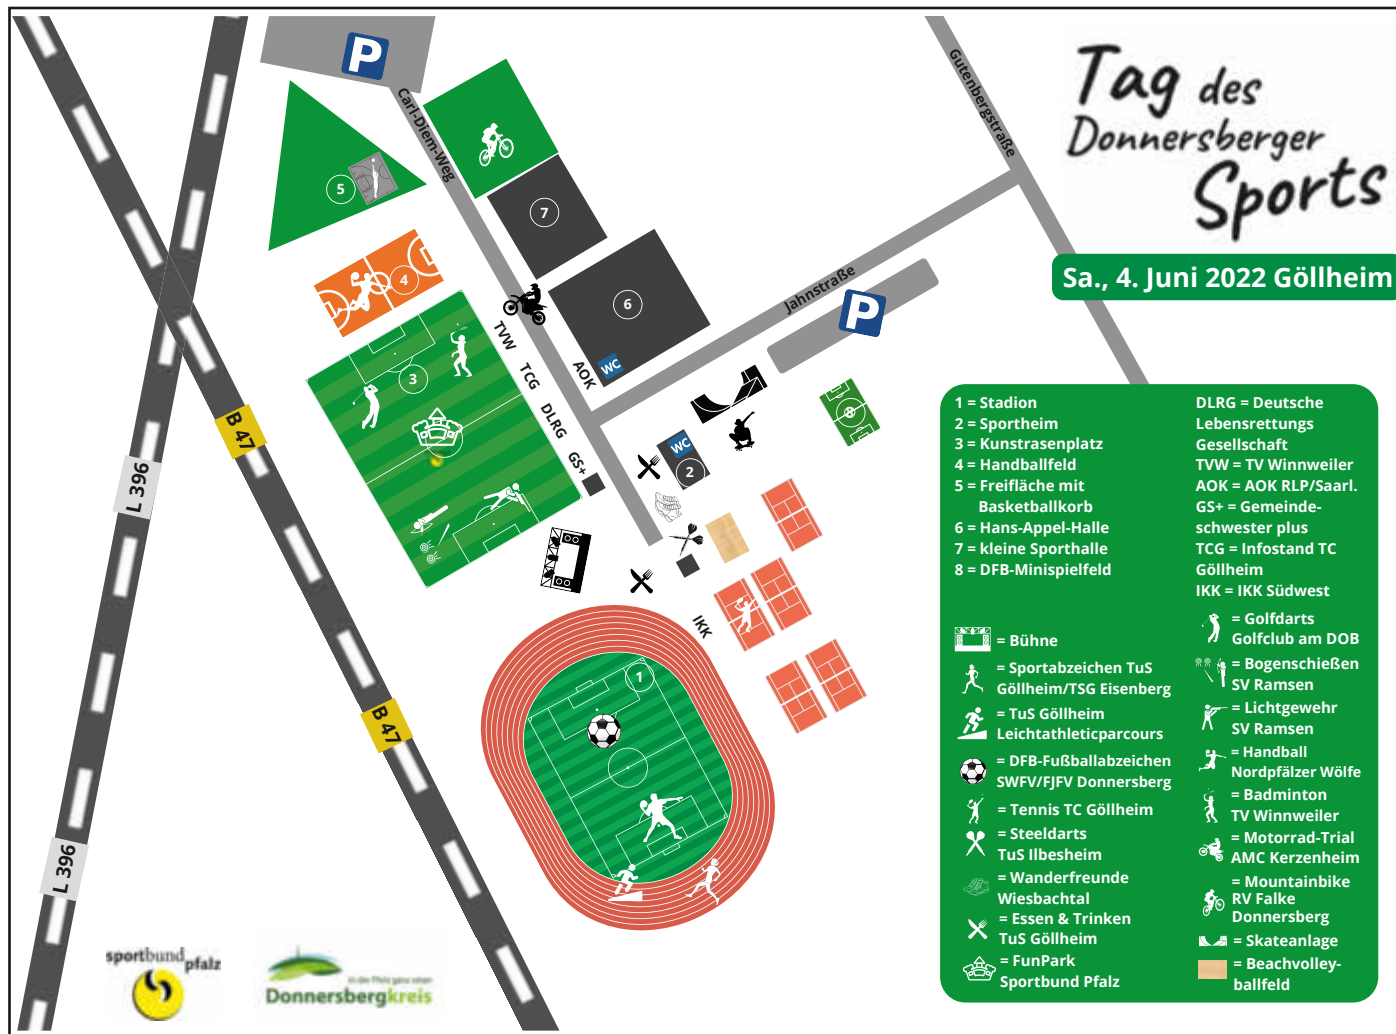 Tag des
Donnersberger
Sports
Sa., 4. Juni 2022 Göllheim
P
Carl-Diem-Weg
Gutenbergstraße
Jahnstraße
P
5
7
4
6
WC
3
TVW
TCG
DLRG
GS+
AOK
8
WC
2
IKK
1
B 47
B 47
L 396
L 396
1 = Stadion
2 = Sportheim
3 = Kunstrasenplatz
4 = Handballfeld
5 = Freifläche mit
Basketballkorb
6 = Hans-Appel-Halle
7 = kleine Sporthalle
8 = DFB-Minispielfeld
= Bühne
= Sportabzeichen TuS
Göllheim/TSG Eisenberg
= TuS Göllheim
Leichtathleticparcours
= DFB-Fußballabzeichen
SWFV/FJFV Donnersberg
= Tennis TC Göllheim
= Steeldarts
TuS Ilbesheim
= Wanderfreunde
Wiesbachtal
= Essen & Trinken
TuS Göllheim
= FunPark
Sportbund Pfalz
DLRG = Deutsche
Lebensrettungs
Gesellschaft
TVW = TV Winnweiler
AOK = AOK RLP/Saarl.
GS+ = Gemeinde-
schwester plus
TCG = Infostand TC
Göllheim
IKK = IKK Südwest
= Golfdarts
Golfclub am DOB
= Bogenschießen
SV Ramsen
= Lichtgewehr
SV Ramsen
= Handball
Nordpfälzer Wölfe
= Badminton
TV Winnweiler
= Motorrad-Trial
AMC Kerzenheim
= Mountainbike
RV Falke
Donnersberg
= Skateanlage
= Beachvolley-
ballfeld
sportbund pfalz
in der Pfalz ganz oben
Donnersbergkreis